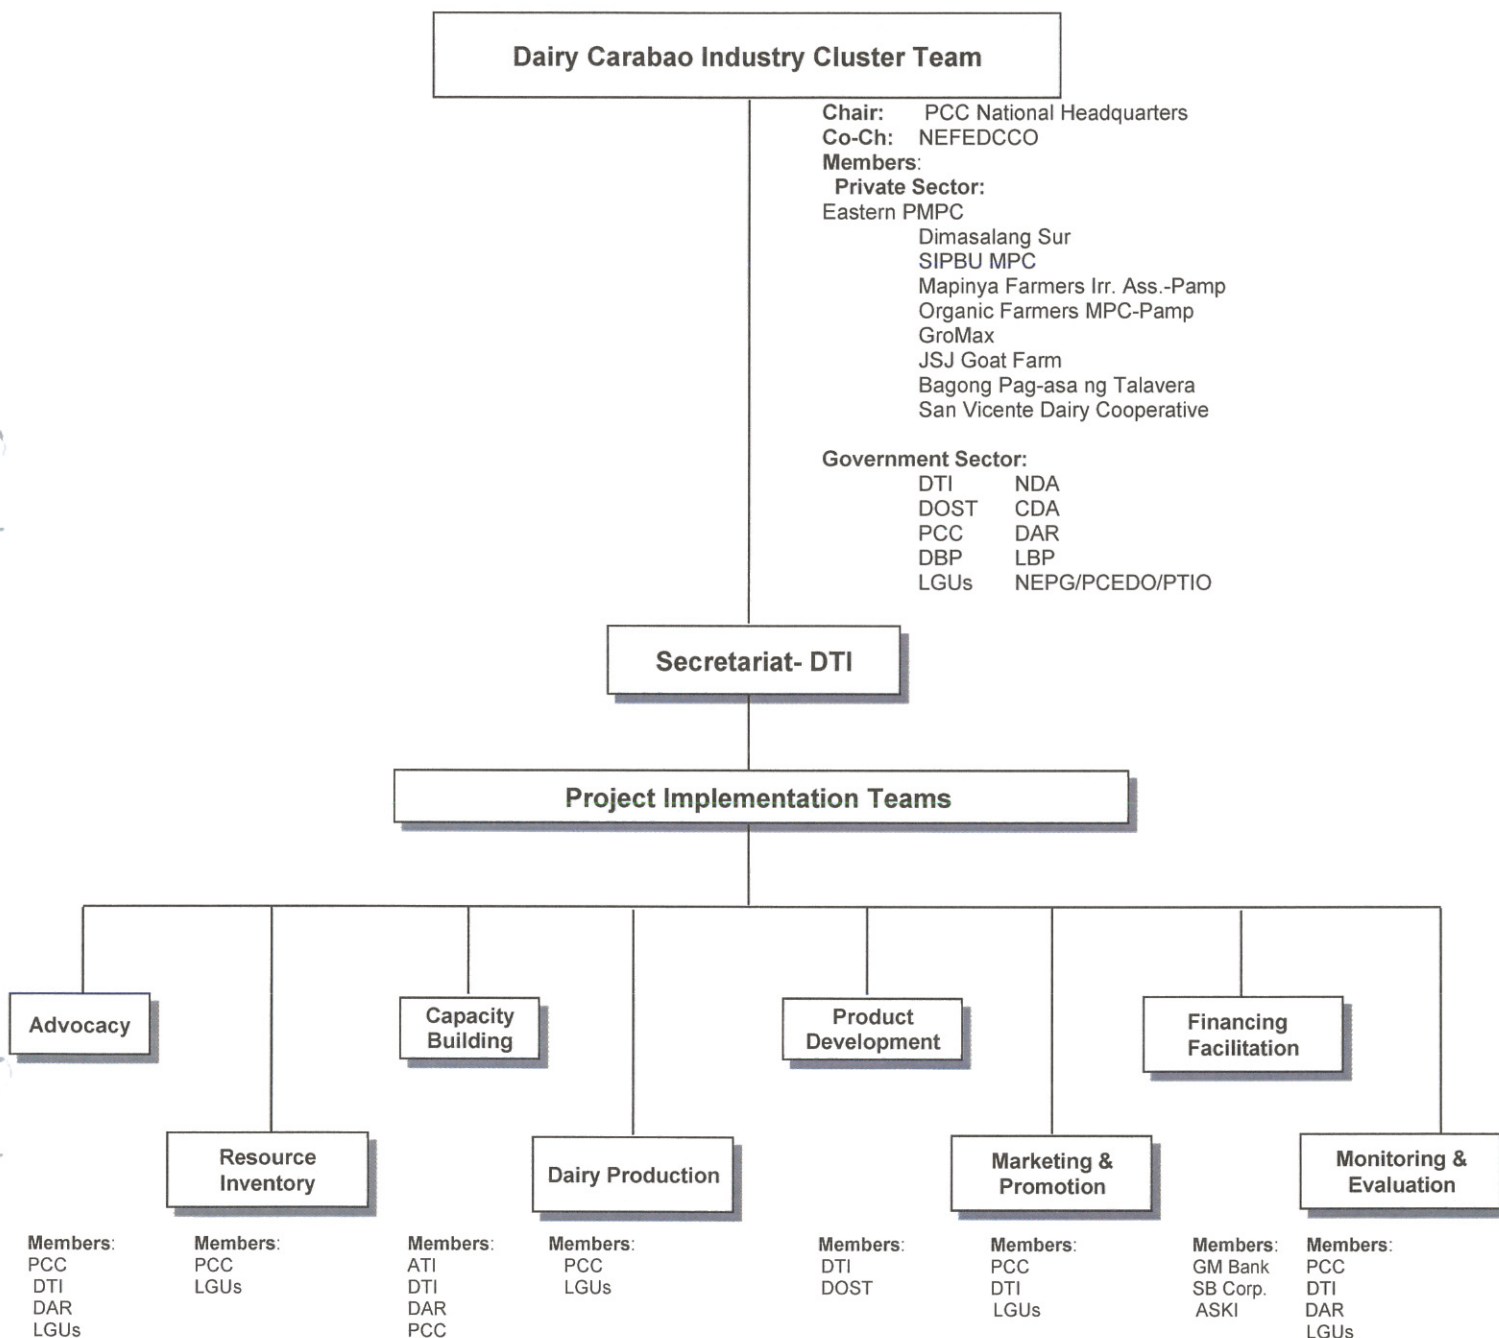 Dairy Carabao Industry Cluster Team
Chair: PCC National Headquarters
Co-Ch: NEFEDCCO
Members:
Private Sector:
Eastern PMPC
Dimasalang Sur
SIPBU MPC
Mapinya Farmers Irr. Ass.-Pamp
Organic Farmers MPC-Pamp
GroMax
JSJ Goat Farm
Bagong Pag-asa ng Talavera
San Vicente Dairy Cooperative
Government Sector:
DTI NDA
DOST CDA
PCC DAR
DBP LBP
LGUs NEPG/PCEDO/PTIO
Secretariat- DTI
Project Implementation Teams
Advocacy
Members:
PCC
DTI
DAR
LGUs
Resource
Inventory
Members:
PCC
LGUs
Capacity
Building
Members:
ATI
DTI
DAR
PCC
Dairy Production
Members:
PCC
LGUs
Product
Development
Members:
DTI
DOST
Marketing &
Promotion
Members:
PCC
DTI
LGUs
Financing
Facilitation
Members:
GM Bank
SB Corp.
ASKI
Monitoring &
Evaluation
Members:
PCC
DTI
DAR
LGUs